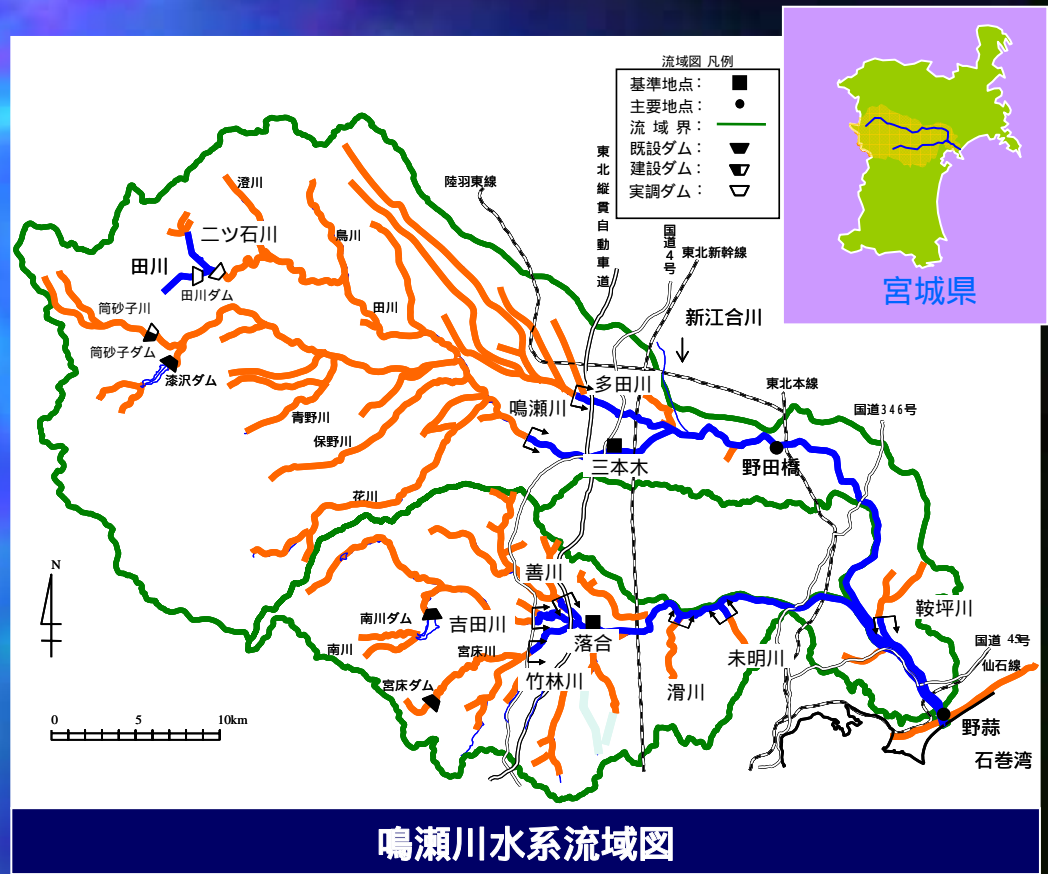 流域図 凡例
基準地点：
主要地点：
流域界：
既設ダム：
建設ダム：
実調ダム：
宮城県
東北縦貫自動車道
陸羽東線
国道4号
東北新幹線
新江合川
澄川
二ツ石川
鳥川
田川
田川ダム
田川
筒砂子川
筒砂子ダム
漆沢ダム
多田川
東北本線
鳴瀬川
国道346号
青野川
保野川
三本木
野田橋
花川
N
善川
南川ダム
吉田川
鞍坪川
落合
南川
宮床川
未明川
国道45号
仙石線
竹林川
宮床ダム
滑川
0 5 10km
野蒜
石巻湾
鳴瀬川水系流域図